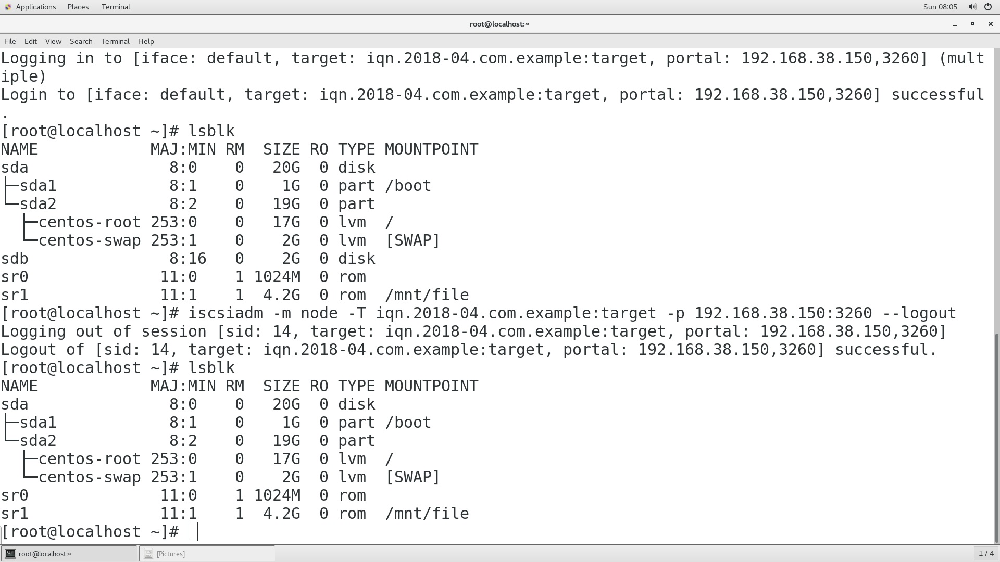 Applications Places Terminal Sun 08:05
root@localhost:~
File Edit View Search Terminal Help
Logging in to [iface: default, target: iqn.2018-04.com.example:target, portal: 192.168.38.150,3260] (mult
iple)
Login to [iface: default, target: iqn.2018-04.com.example:target, portal: 192.168.38.150,3260] successful
.
[root@localhost ~]# lsblk
NAME            MAJ:MIN RM  SIZE RO TYPE MOUNTPOINT
sda               8:0    0   20G  0 disk
├─sda1            8:1    0    1G  0 part /boot
└─sda2            8:2    0   19G  0 part
  ├─centos-root 253:0    0   17G  0 lvm  /
  └─centos-swap 253:1    0    2G  0 lvm  [SWAP]
sdb               8:16   0    2G  0 disk
sr0              11:0    1 1024M  0 rom
sr1              11:1    1  4.2G  0 rom  /mnt/file
[root@localhost ~]# iscsiadm -m node -T iqn.2018-04.com.example:target -p 192.168.38.150:3260 --logout
Logging out of session [sid: 14, target: iqn.2018-04.com.example:target, portal: 192.168.38.150,3260]
Logout of [sid: 14, target: iqn.2018-04.com.example:target, portal: 192.168.38.150,3260] successful.
[root@localhost ~]# lsblk
NAME            MAJ:MIN RM  SIZE RO TYPE MOUNTPOINT
sda               8:0    0   20G  0 disk
├─sda1            8:1    0    1G  0 part /boot
└─sda2            8:2    0   19G  0 part
  ├─centos-root 253:0    0   17G  0 lvm  /
  └─centos-swap 253:1    0    2G  0 lvm  [SWAP]
sr0              11:0    1 1024M  0 rom
sr1              11:1    1  4.2G  0 rom  /mnt/file
[root@localhost ~]#
root@localhost:~ [Pictures] 1 / 4